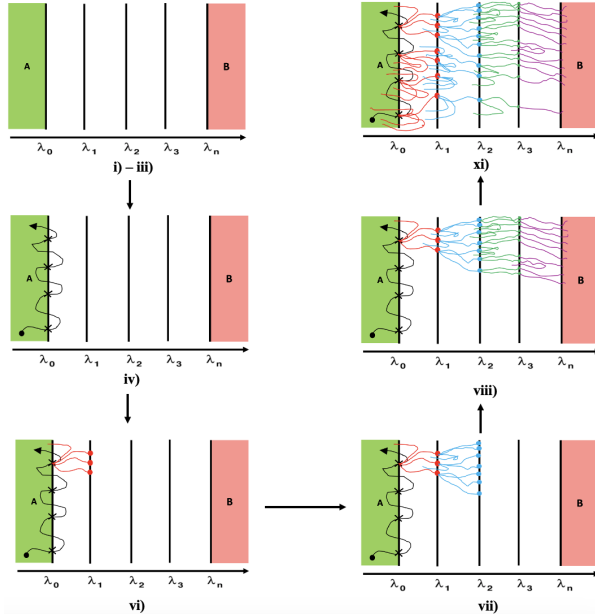 A
B
λ0 λ1 λ2 λ3 λn
i) – iii)
A
B
λ0 λ1 λ2 λ3 λn
iv)
A
B
λ0 λ1 λ2 λ3 λn
vi)
A
B
λ0 λ1 λ2 λ3 λn
vii)
A
B
λ0 λ1 λ2 λ3 λn
viii)
A
B
λ0 λ1 λ2 λ3 λn
xi)